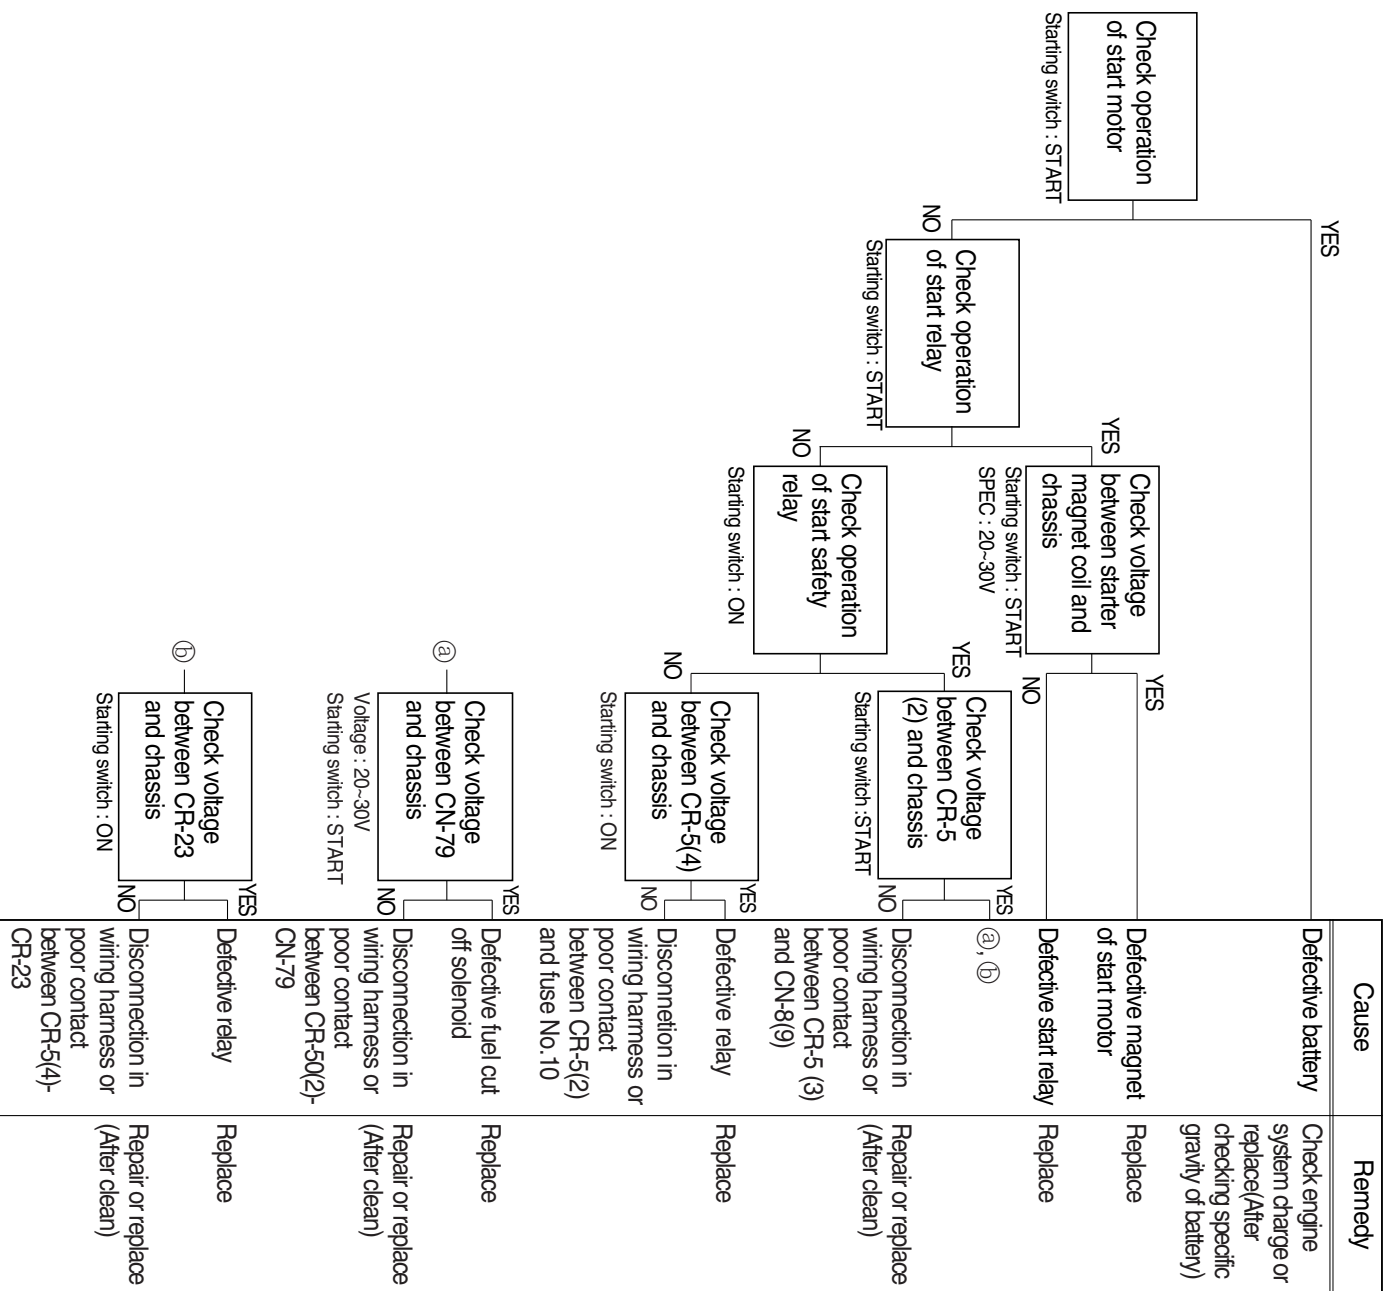 Cause
Remedy
Check operation
of start motor
Starting switch : START
YES
Defective battery
Check engine
system charge or
replace(After
checking specific
gravity of battery)
NO
Check operation
of start relay
Starting switch : START
YES
Check voltage
between starter
magnet coil and
chassis
Starting switch : START
SPEC : 20~30V
YES
Defective magnet
of start motor
Replace
NO
Defective start relay
Replace
NO
Check operation
of start safety
relay
Starting switch : ON
YES
Check voltage
between CR-5
(2) and chassis
Starting switch :START
YES
ⓐ, ⓑ
NO
Disconnection in
wiring harness or
poor contact
between CR-5 (3)
and CN-8(9)
Repair or replace
(After clean)
NO
Check voltage
between CR-5(4)
and chassis
Starting switch : ON
YES
Defective relay
Replace
NO
Disconnetion in
wiring harness or
poor contact
between CR-5(2)
and fuse No.10
ⓐ
Check voltage
between CN-79
and chassis
Voltage : 20~30V
Starting switch : START
YES
Defective fuel cut
off solenoid
Replace
NO
Disconnection in
wiring harness or
poor contact
between CR-50(2)-
CN-79
Repair or replace
(After clean)
ⓑ
Check voltage
between CR-23
and chassis
Starting switch : ON
YES
Defective relay
Replace
NO
Disconnection in
wiring harness or
poor contact
between CR-5(4)-
CR-23
Repair or replace
(After clean)